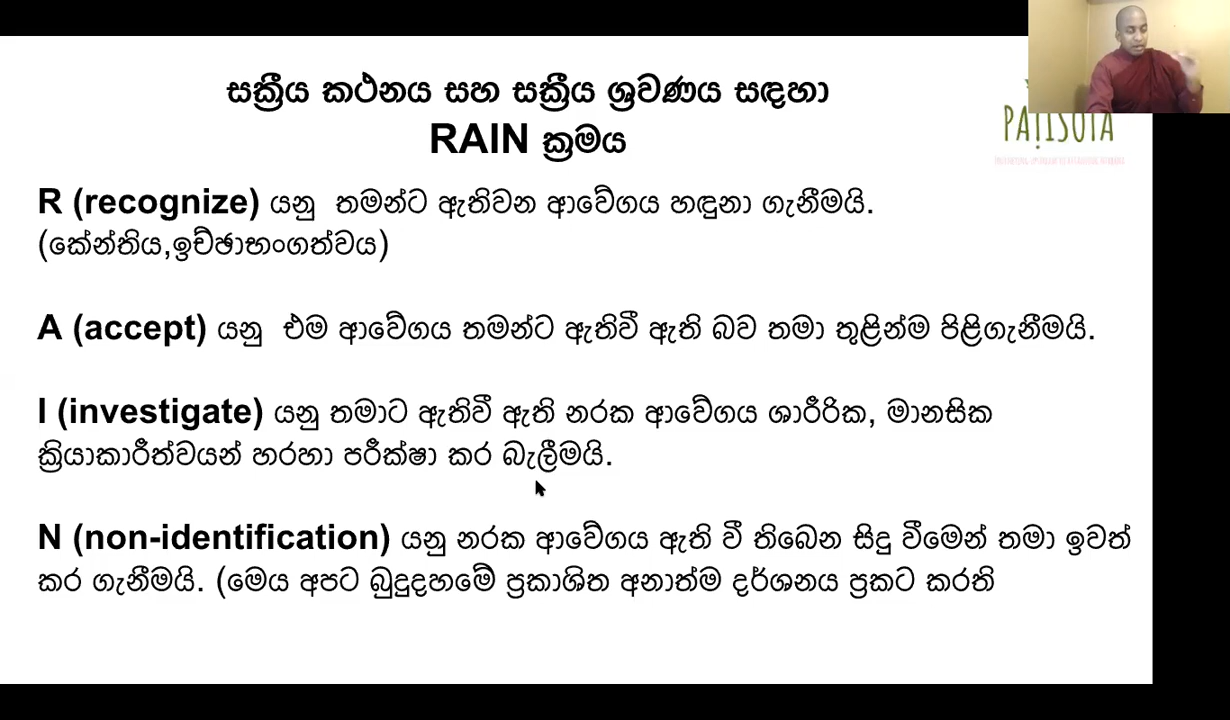 සක්‍රීය කථනය සහ සක්‍රීය ශ්‍රවණය සඳහා
RAIN ක්‍රමය
PAṬISOTA
R (recognize) යනු තමන්ට ඇතිවන ආවේගය හඳුනා ගැනීමයි.
(කේන්තිය,ඉච්ඡාභංගත්වය)
A (accept) යනු එම ආවේගය තමන්ට ඇතිවී ඇති බව තමා තුළින්ම පිළිගැනීමයි.
I (investigate) යනු තමාට ඇතිවී ඇති නරක ආවේගය ශාරීරික, මානසික
ක්‍රියාකාරීත්වයන් හරහා පරීක්ෂා කර බැලීමයි.
N (non-identification) යනු නරක ආවේගය ඇති වී තිබෙන සිදු වීමෙන් තමා ඉවත්
කර ගැනීමයි. (මෙය අපට බුදුදහමේ ප්‍රකාශිත අනාත්ම දර්ශනය ප්‍රකට කරති